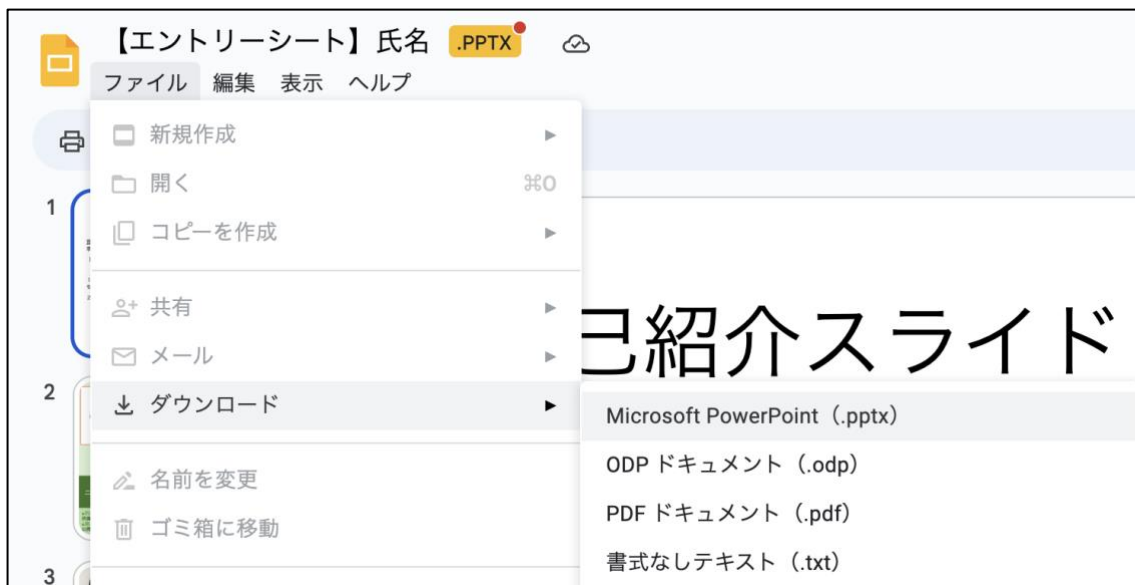 【エントリーシート】氏名 .PPTX
ファイル 編集 表示 ヘルプ
新規作成
開く ⌘O
コピーを作成
共有
メール
ダウンロード
名前を変更
ゴミ箱に移動
1
2
3
己紹介スライド
Microsoft PowerPoint（.pptx）
ODP ドキュメント（.odp）
PDF ドキュメント（.pdf）
書式なしテキスト（.txt）